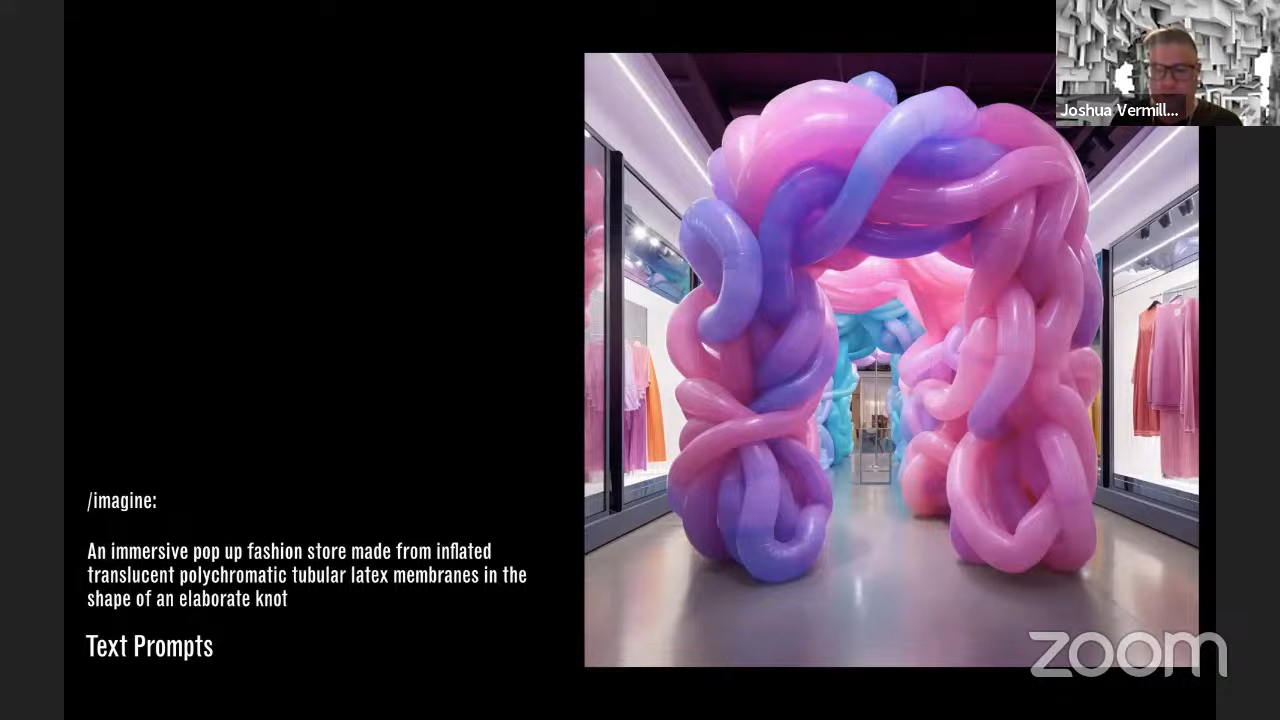 Joshua Vermill...
/imagine:
An immersive pop up fashion store made from inflated
translucent polychromatic tubular latex membranes in the
shape of an elaborate knot
Text Prompts
zoom